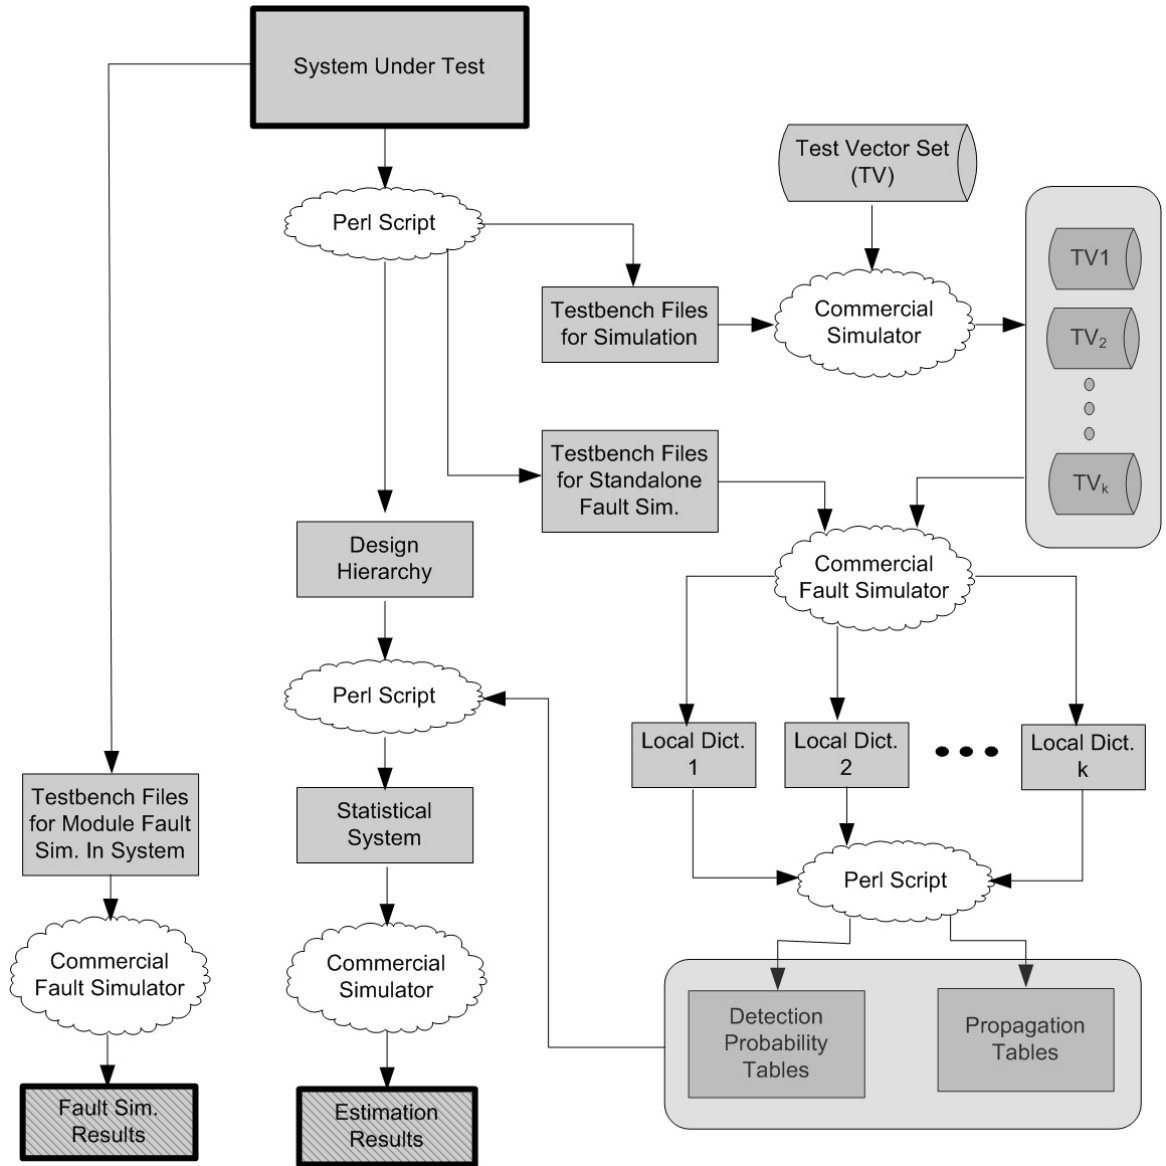 System Under Test
Test Vector Set
(TV)
Perl Script
TV1
Testbench Files
for Simulation
Commercial
Simulator
TV2
Testbench Files
for Standalone
Fault Sim.
TVk
Design
Hierarchy
Commercial
Fault Simulator
Perl Script
Local Dict.
1
Local Dict.
2
Local Dict.
k
Testbench Files
for Module Fault
Sim. In System
Statistical
System
Perl Script
Commercial
Fault Simulator
Commercial
Simulator
Detection
Probability
Tables
Propagation
Tables
Fault Sim.
Results
Estimation
Results